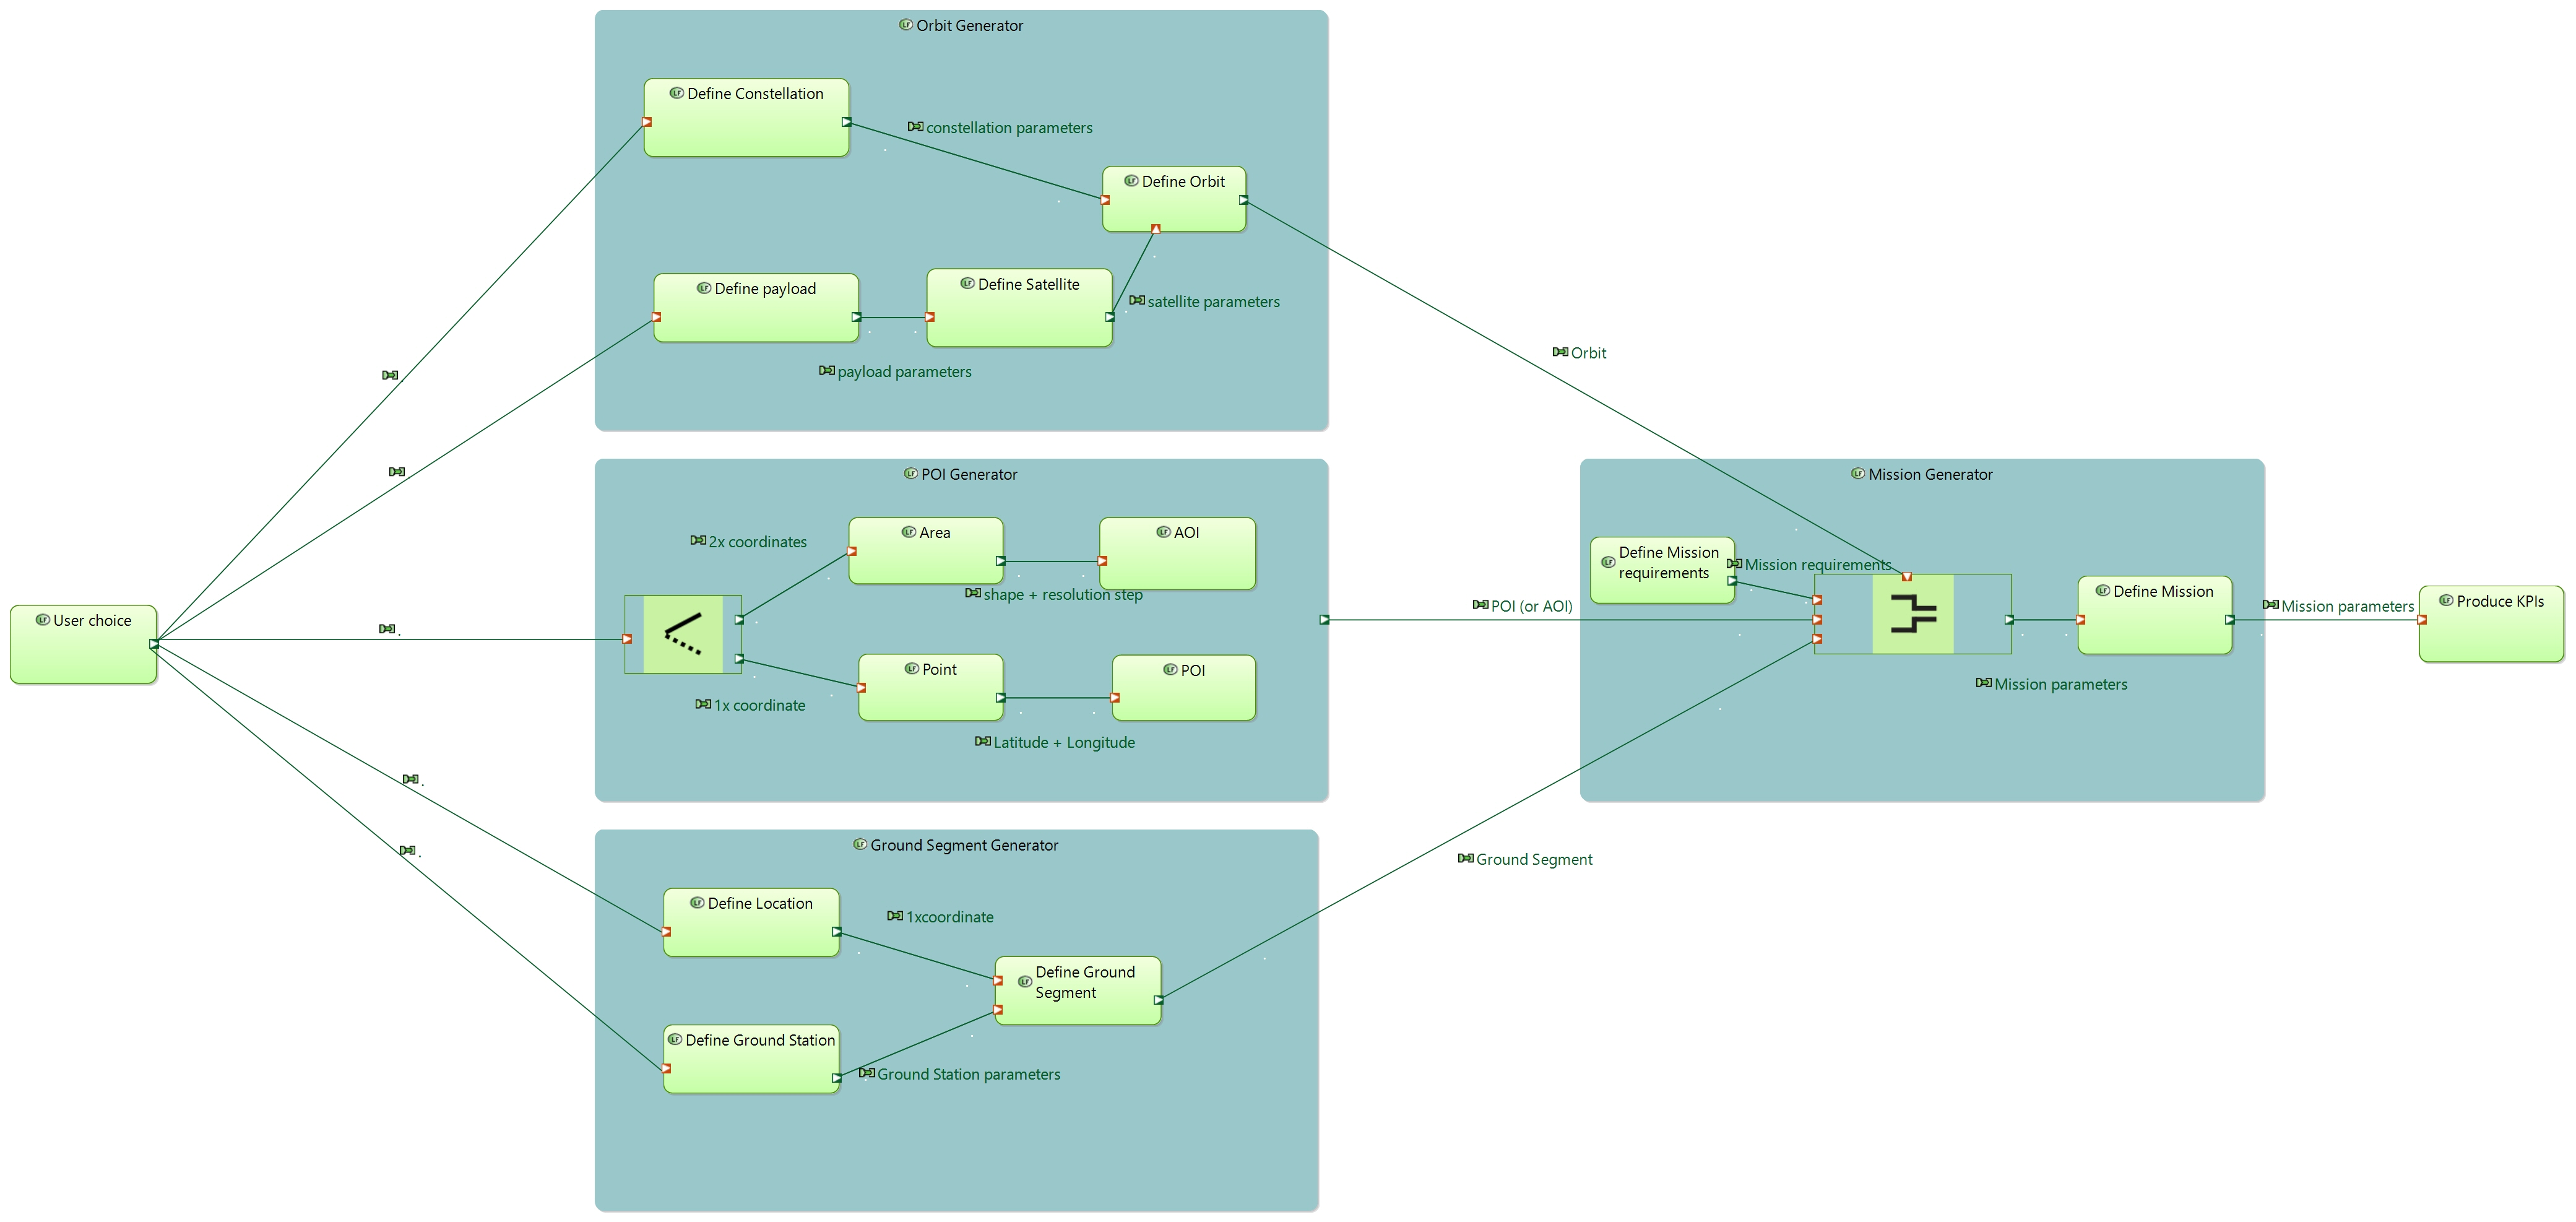 Orbit Generator
Define Constellation
constellation parameters
Define Orbit
Define payload
Define Satellite
satellite parameters
payload parameters
Orbit
POI Generator
2x coordinates
Area
AOI
shape + resolution step
Point
POI
1x coordinate
Latitude + Longitude
User choice
.
.
.
POI (or AOI)
Mission Generator
Define Mission
requirements
Mission requirements
Define Mission
Mission parameters
Mission parameters
Produce KPIs
Ground Segment Generator
Define Location
1xcoordinate
Define Ground
Segment
Define Ground Station
Ground Station parameters
Ground Segment